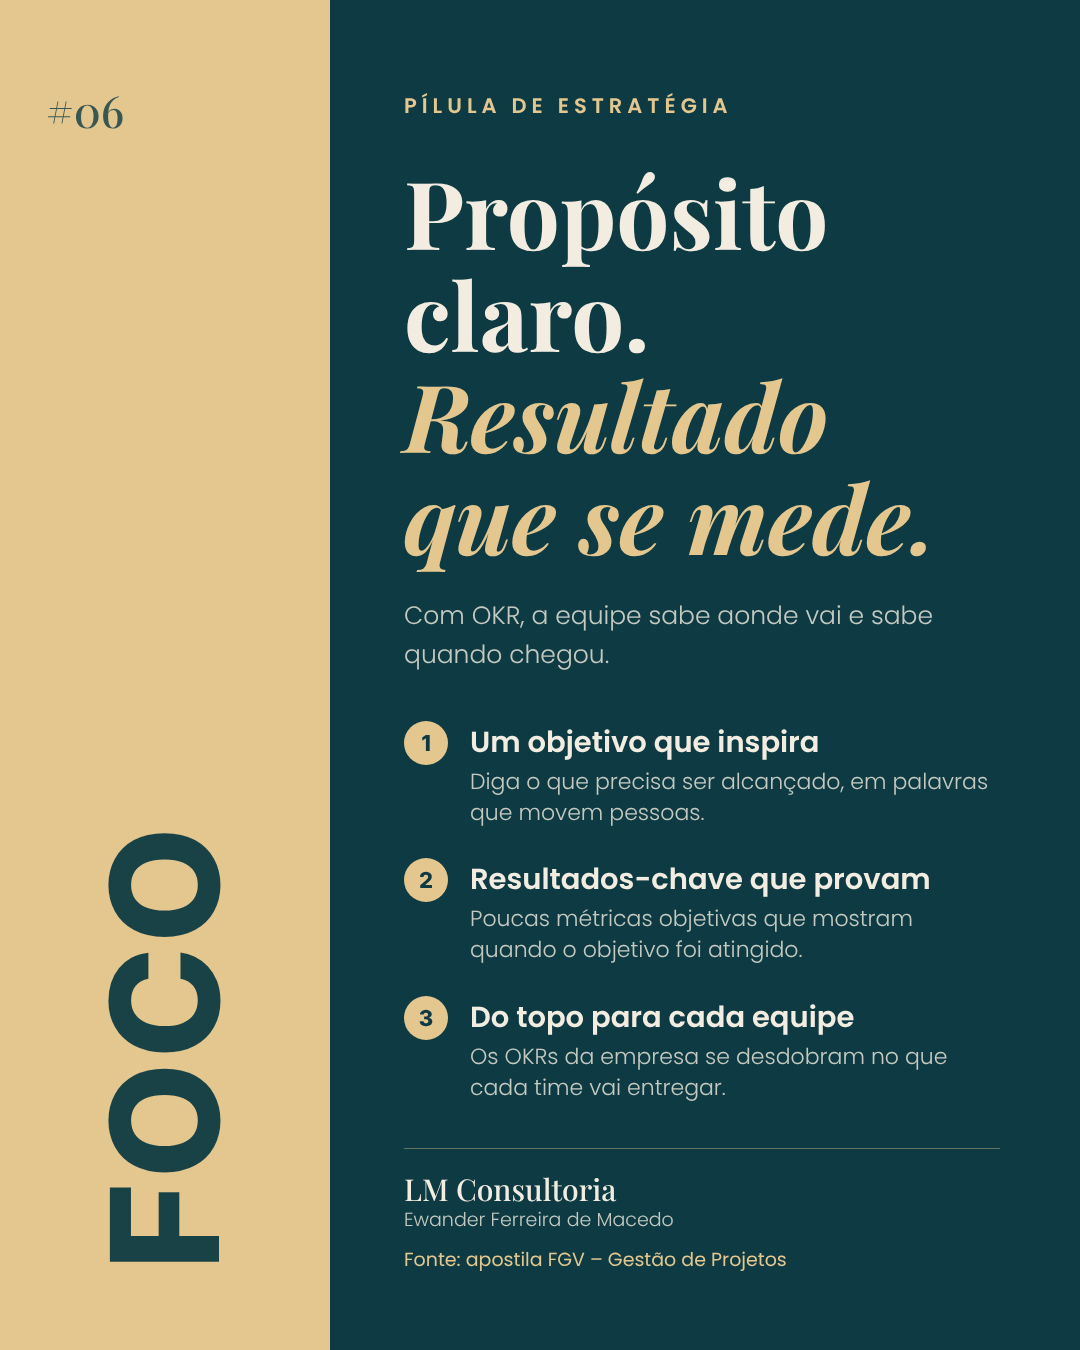 #06
FOCO
PÍLULA DE ESTRATÉGIA
Propósito
claro.
Resultado
que se mede.
Com OKR, a equipe sabe aonde vai e sabe
quando chegou.
1 Um objetivo que inspira
Diga o que precisa ser alcançado, em palavras
que movem pessoas.
2 Resultados-chave que provam
Poucas métricas objetivas que mostram
quando o objetivo foi atingido.
3 Do topo para cada equipe
Os OKRs da empresa se desdobram no que
cada time vai entregar.
LM Consultoria
Ewander Ferreira de Macedo
Fonte: apostila FGV – Gestão de Projetos